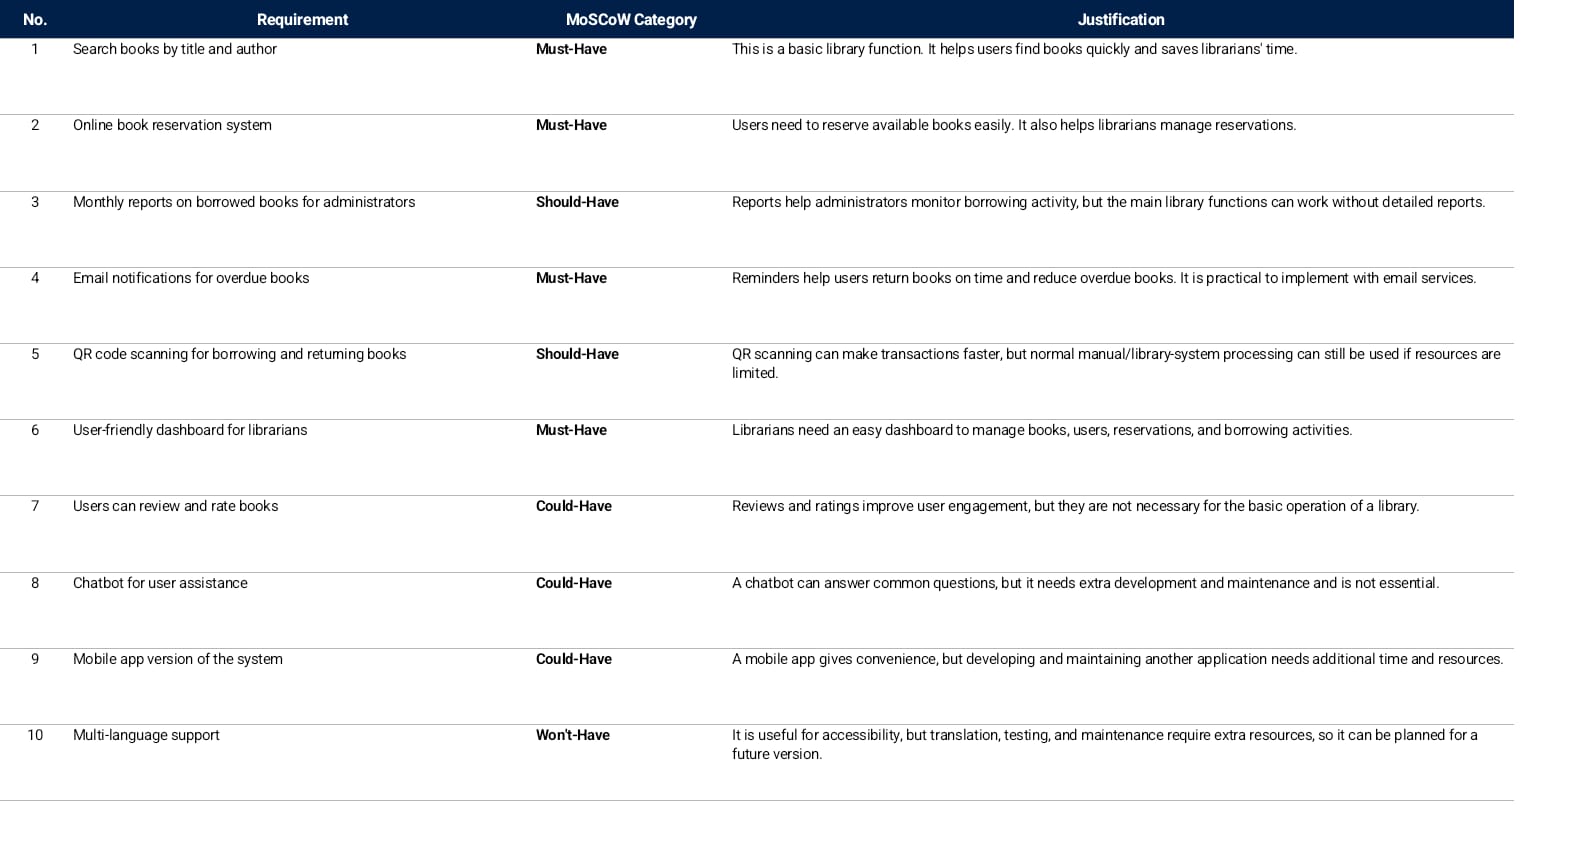 No. Requirement MoSCoW Category Justification
1 Search books by title and author Must-Have This is a basic library function. It helps users find books quickly and saves librarians' time.
2 Online book reservation system Must-Have Users need to reserve available books easily. It also helps librarians manage reservations.
3 Monthly reports on borrowed books for administrators Should-Have Reports help administrators monitor borrowing activity, but the main library functions can work without detailed reports.
4 Email notifications for overdue books Must-Have Reminders help users return books on time and reduce overdue books. It is practical to implement with email services.
5 QR code scanning for borrowing and returning books Should-Have QR scanning can make transactions faster, but normal manual/library-system processing can still be used if resources are
limited.
6 User-friendly dashboard for librarians Must-Have Librarians need an easy dashboard to manage books, users, reservations, and borrowing activities.
7 Users can review and rate books Could-Have Reviews and ratings improve user engagement, but they are not necessary for the basic operation of a library.
8 Chatbot for user assistance Could-Have A chatbot can answer common questions, but it needs extra development and maintenance and is not essential.
9 Mobile app version of the system Could-Have A mobile app gives convenience, but developing and maintaining another application needs additional time and resources.
10 Multi-language support Won't-Have It is useful for accessibility, but translation, testing, and maintenance require extra resources, so it can be planned for a
future version.